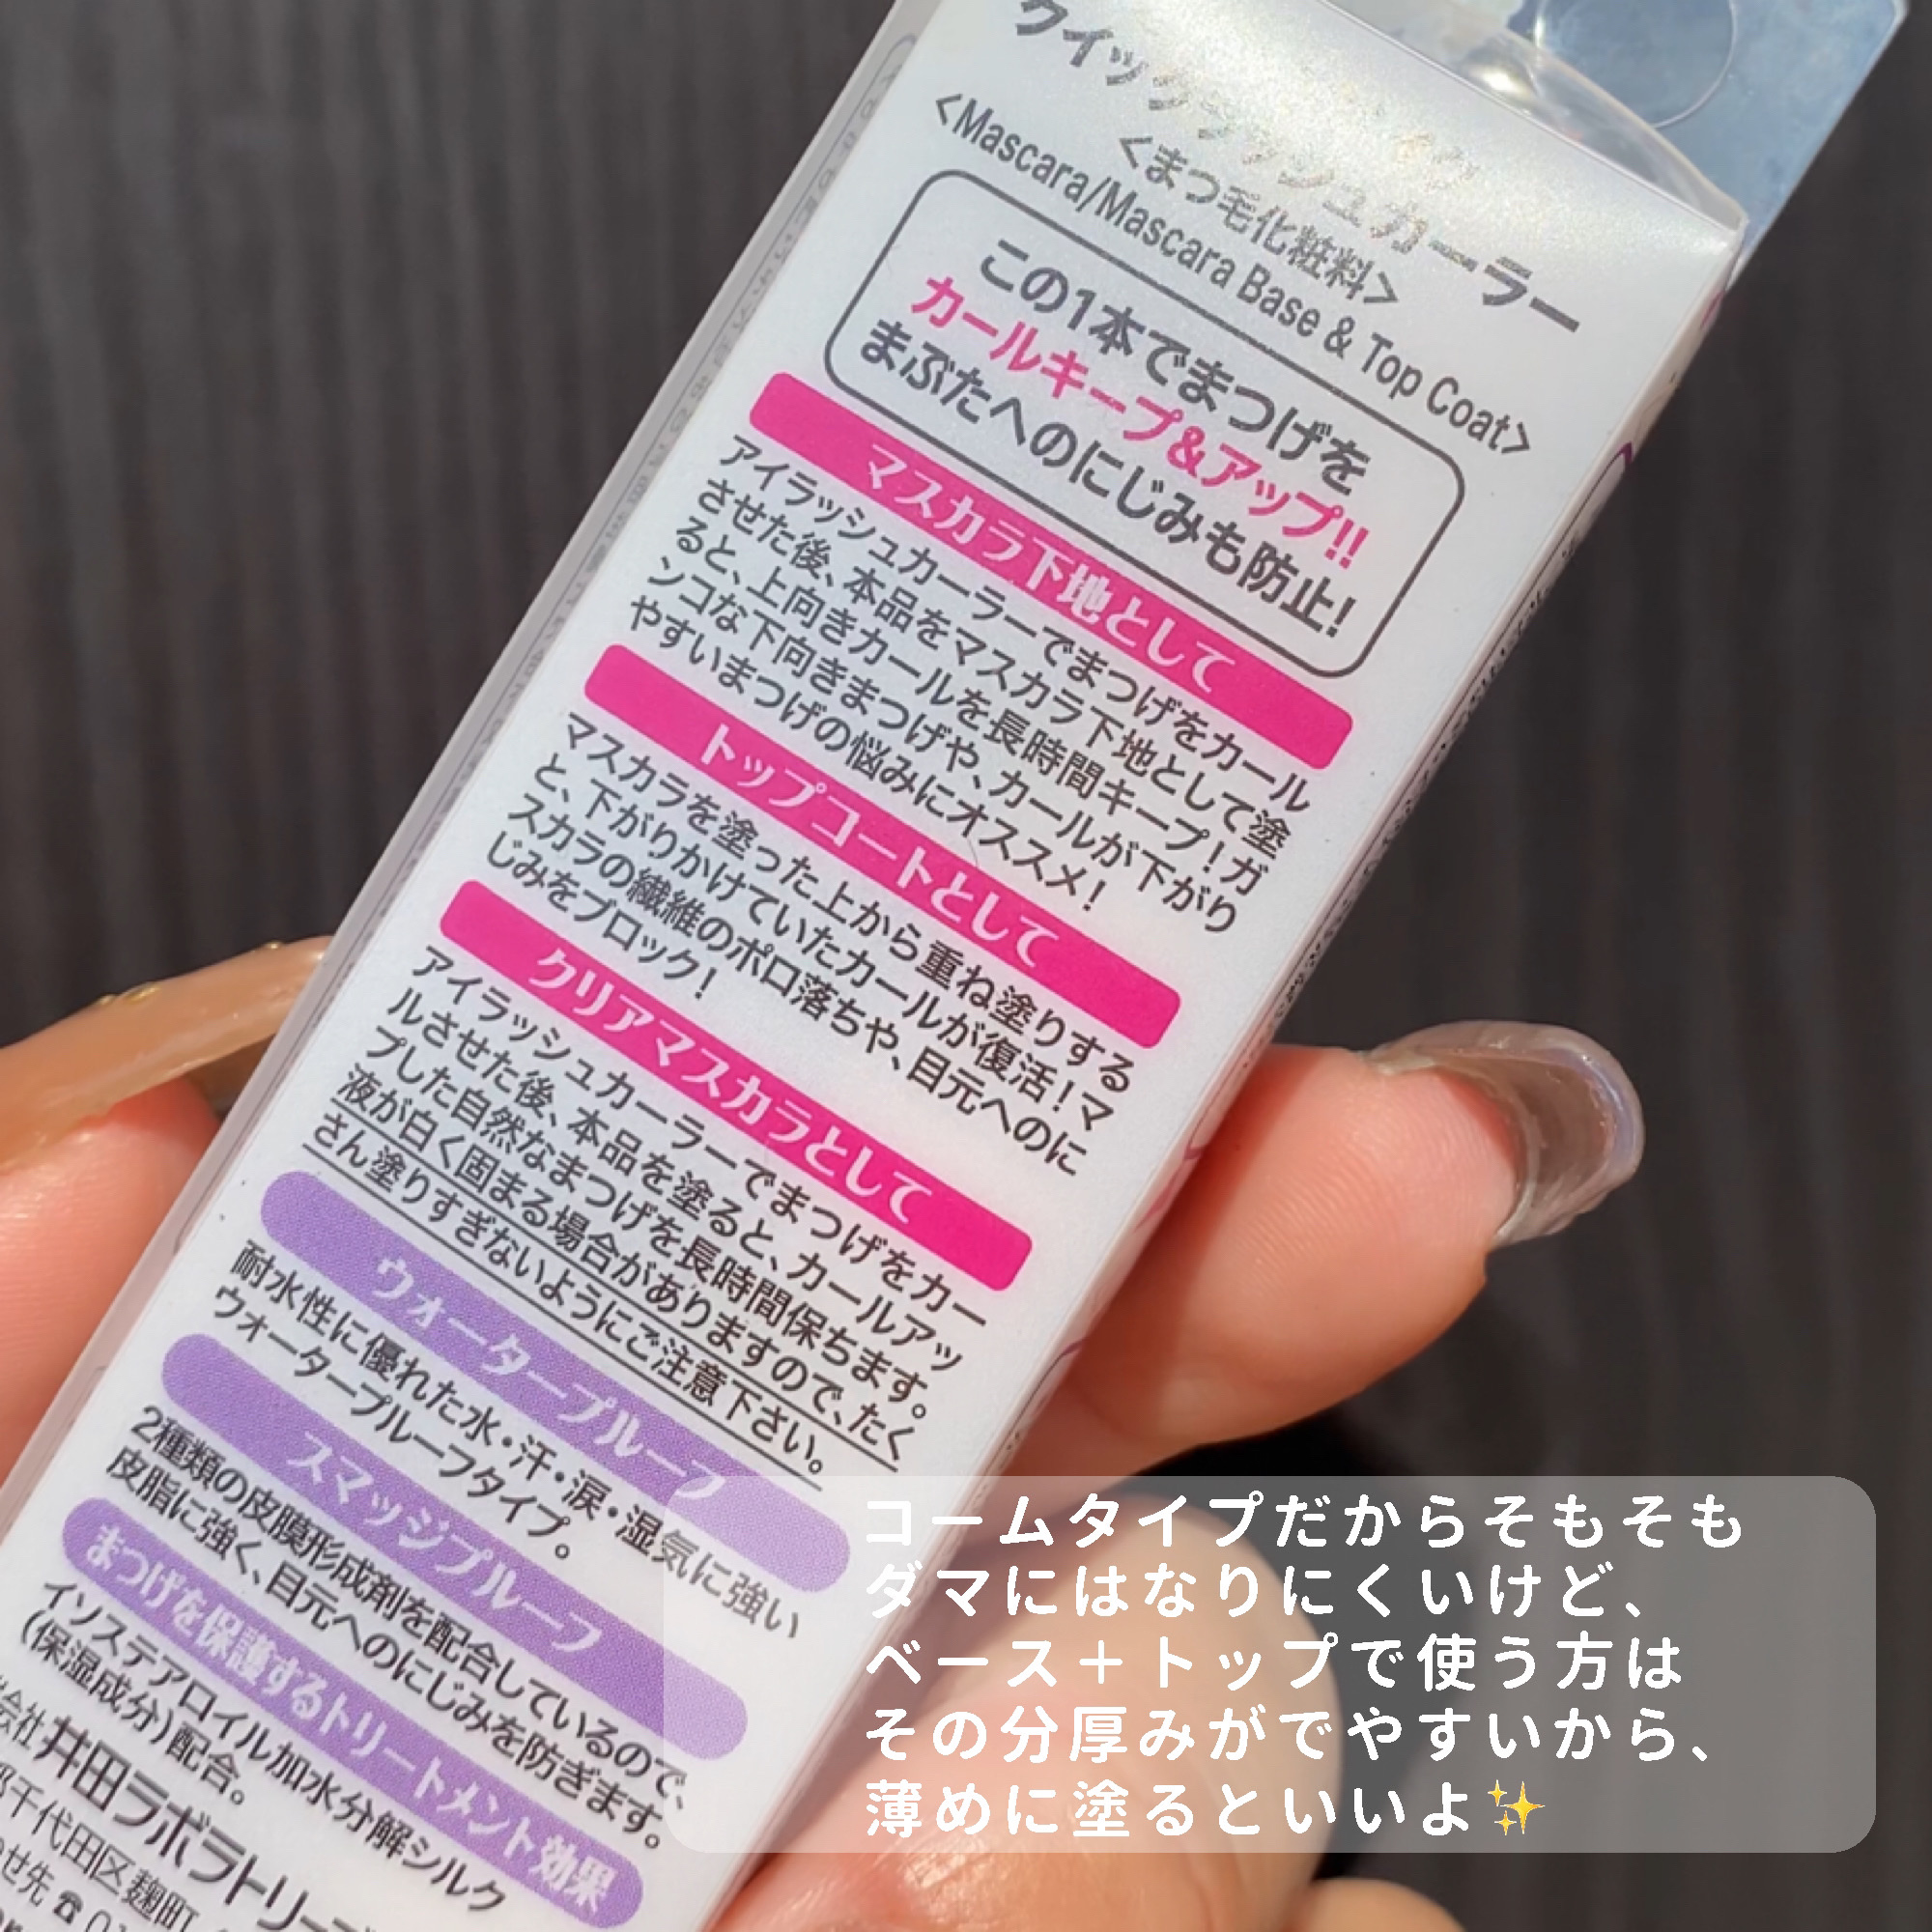 クイックラッシュカーラー
<まつ毛化粧料>
<Mascara/Mascara Base & Top Coat>
この1本でまつげを
カールキープ&アップ!!
まぶたへのにじみも防止!
マスカラ下地として
アイラッシュカーラーでまつげをカール
させた後、本品をマスカラ下地として塗
ると、上向きカールを長時間キープ!ガ
ンコな下向きまつげや、カールが下がり
やすいまつげの悩みにオススメ!
トップコートとして
マスカラを塗った上から重ね塗りする
と、下がりかけていたカールが復活!マ
スカラの繊維のポロ落ちや、目元へのに
じみをブロック!
クリアマスカラとして
アイラッシュカーラーでまつげをカー
ルさせた後、本品を塗ると、カールアッ
プした自然なまつげを長時間保ちます。
液が白く固まる場合がありますので、たく
さん塗りすぎないようにご注意下さい。
ウォータープルーフ
耐水性に優れた水・汗・涙・湿気に強い
ウォータープルーフタイプ。
スマッジプルーフ
2種類の皮膜形成剤を配合しているので、
皮脂に強く、目元へのにじみを防ぎます。
まつげを保護するトリートメント効果
イソステアロイル加水分解シルク
(保湿成分)配合。
会社 井田ラボラトリーズ
千代田区麹町
せ先 ☎
コームタイプだからそもそも
ダマにはなりにくいけど、
ベース＋トップで使う方は
その分厚みがでやすいから、
薄めに塗るといいよ✨